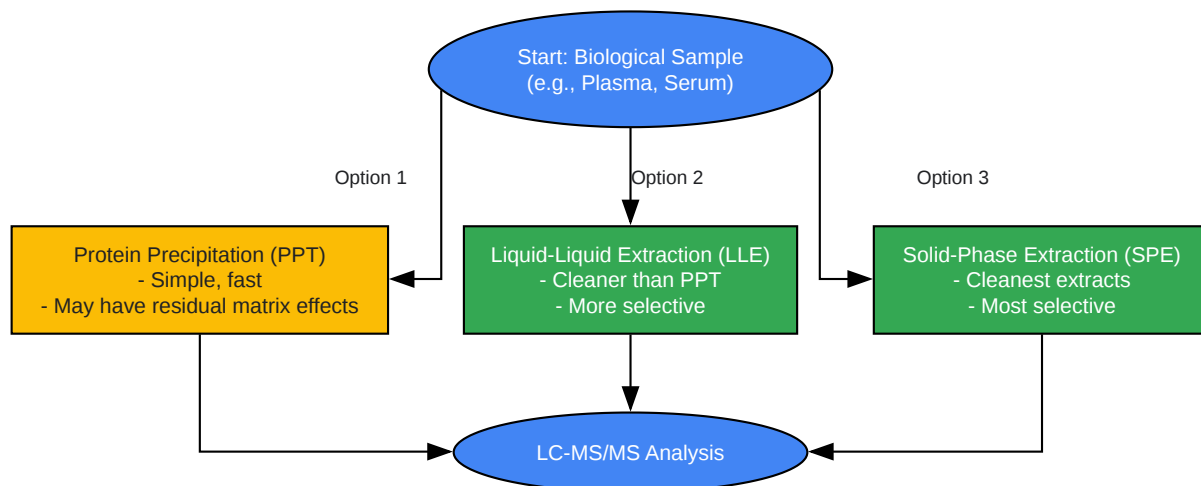 Start: Biological Sample
(e.g., Plasma, Serum)
Option 1
Option 2
Option 3
Protein Precipitation (PPT)
- Simple, fast
- May have residual matrix effects
Liquid-Liquid Extraction (LLE)
- Cleaner than PPT
- More selective
Solid-Phase Extraction (SPE)
- Cleanest extracts
- Most selective
LC-MS/MS Analysis